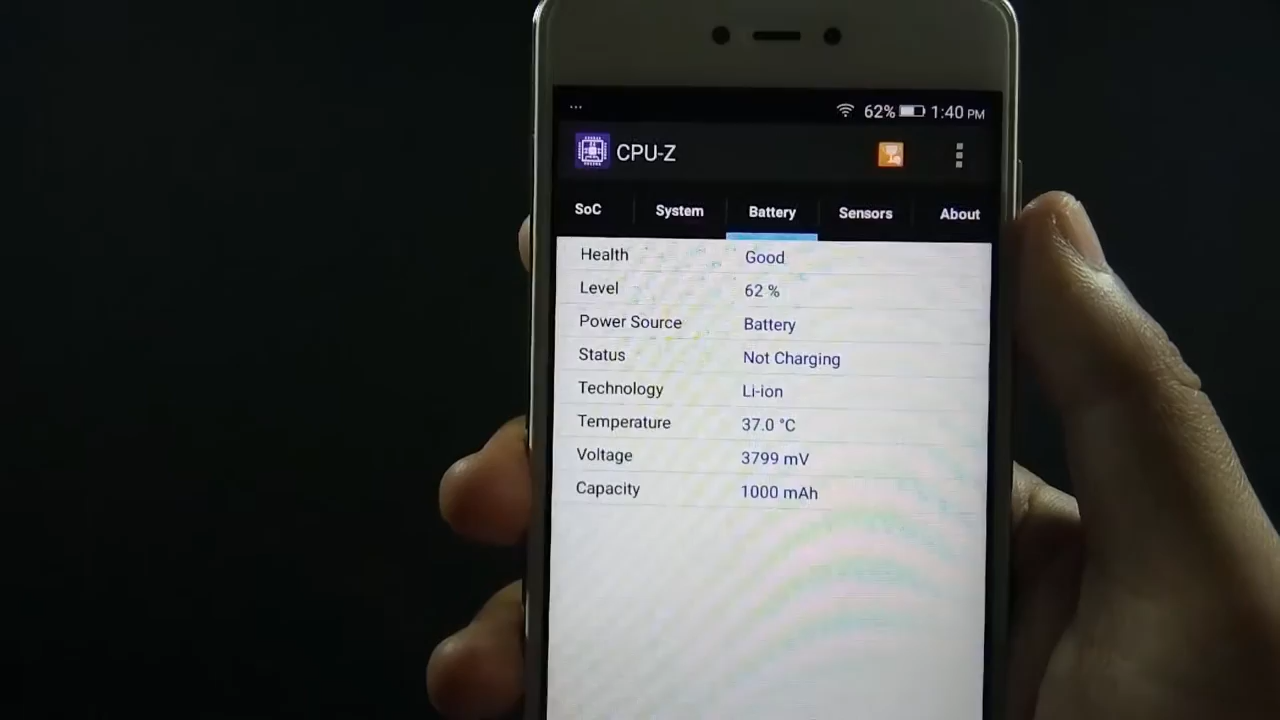 ... 62% 1:40 PM
CPU-Z
SoC System Battery Sensors About
Health Good
Level 62 %
Power Source Battery
Status Not Charging
Technology Li-ion
Temperature 37.0 °C
Voltage 3799 mV
Capacity 1000 mAh